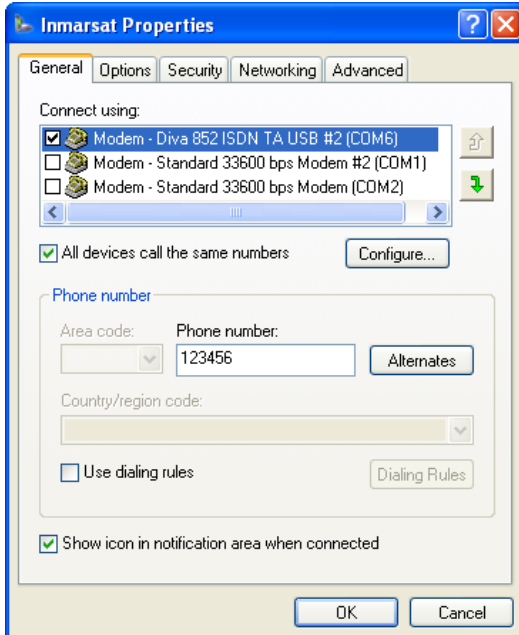 Inmarsat Properties
General Options Security Networking Advanced
Connect using:
Modem - Diva 852 ISDN TA USB #2 (COM6)
Modem - Standard 33600 bps Modem #2 (COM1)
Modem - Standard 33600 bps Modem (COM2)
All devices call the same numbers Configure...
Phone number
Area code: Phone number:
123456 Alternates
Country/region code:
Use dialing rules Dialing Rules
Show icon in notification area when connected
OK Cancel